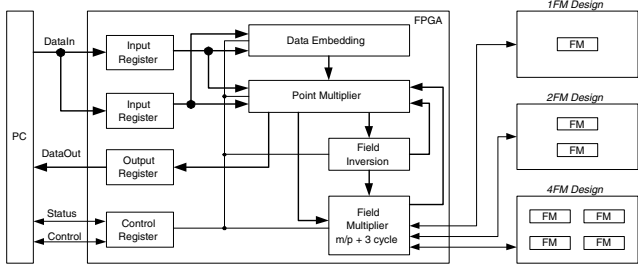 1FM Design
FPGA
DataIn
Input
Register
Data Embedding
FM
Input
Register
Point Multiplier
2FM Design
FM
FM
PC
DataOut
Output
Register
Field
Inversion
4FM Design
Status
Control
Control
Register
Field
Multiplier
m/p + 3 cycle
FM FM
FM FM